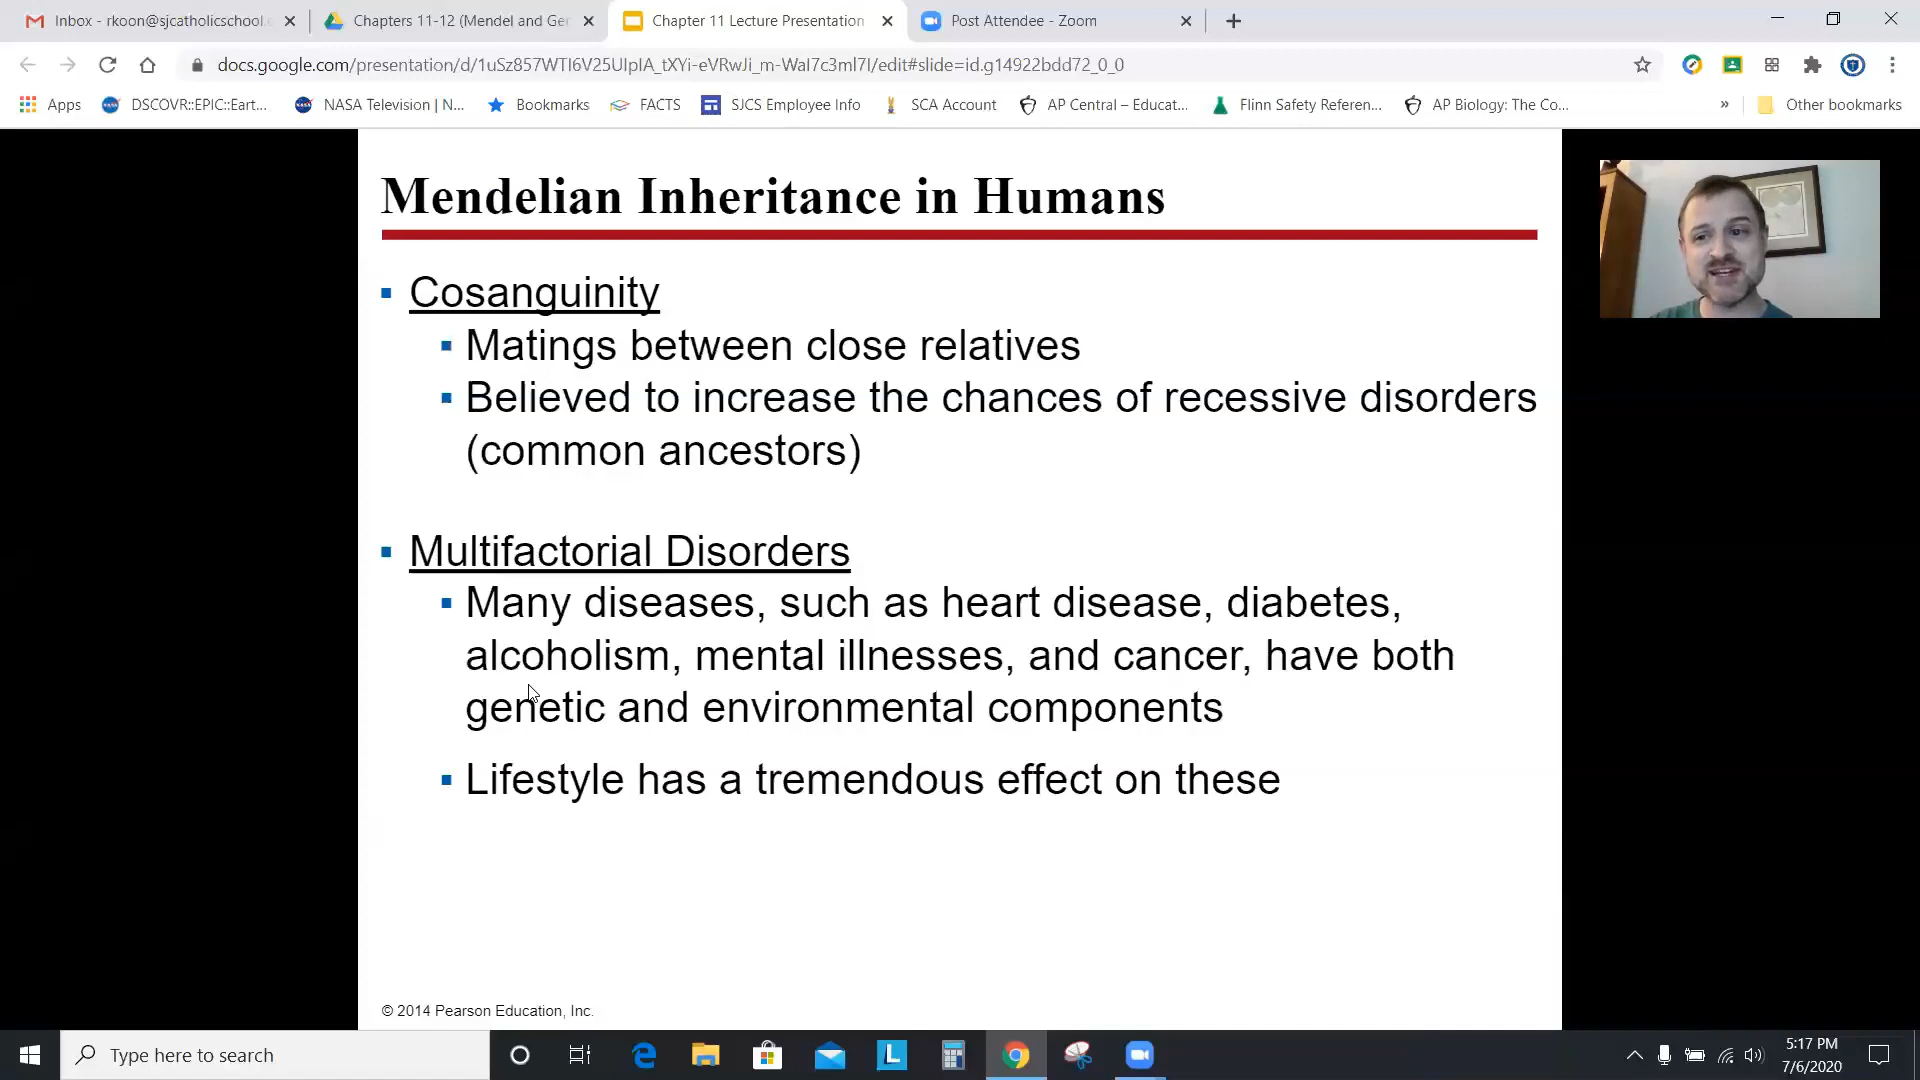 Inbox - rkoon@sjcatholicschool.
Chapters 11-12 (Mendel and Ge
Chapter 11 Lecture Presentation
Post Attendee - Zoom
docs.google.com/presentation/d/1uSz857WTI6V25UIpIA_tXYi-eVRwJi_m-WaI7c3ml7I/edit#slide=id.g14922bdd72_0_0
Apps
DSCOVR::EPIC::Eart...
NASA Television | N...
Bookmarks
FACTS
SJCS Employee Info
SCA Account
AP Central – Educat...
Flinn Safety Referen...
AP Biology: The Co...
»
Other bookmarks
Mendelian Inheritance in Humans
▪ Cosanguinity
▪ Matings between close relatives
▪ Believed to increase the chances of recessive disorders
(common ancestors)
▪ Multifactorial Disorders
▪ Many diseases, such as heart disease, diabetes,
alcoholism, mental illnesses, and cancer, have both
genetic and environmental components
▪ Lifestyle has a tremendous effect on these
© 2014 Pearson Education, Inc.
Type here to search
L
5:17 PM
7/6/2020